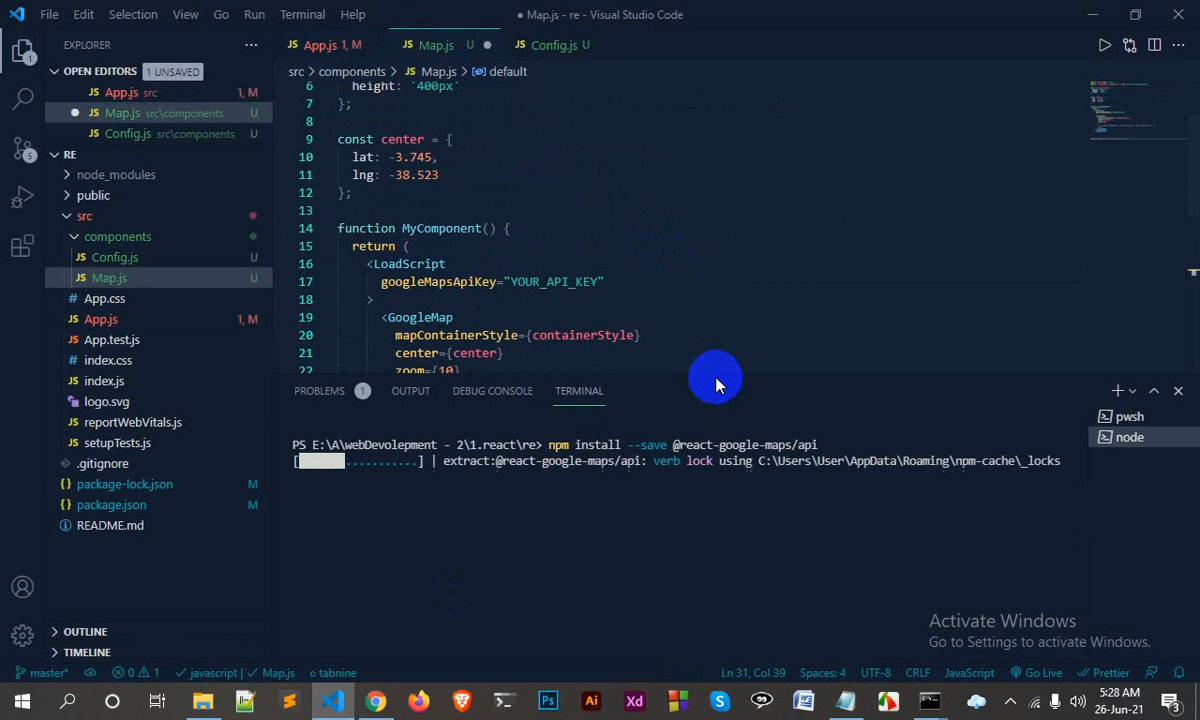 File Edit Selection View Go Run Terminal Help
● Map.js - re - Visual Studio Code
EXPLORER
OPEN EDITORS 1 UNSAVED
JS App.js src 1, M
JS Map.js src\components U
JS Config.js src\components U
RE
node_modules
public
src
components
JS Config.js U
JS Map.js U
# App.css
JS App.js 1, M
JS App.test.js
# index.css
JS index.js
logo.svg
JS reportWebVitals.js
JS setupTests.js
.gitignore
{} package-lock.json M
{} package.json M
README.md
OUTLINE
TIMELINE
JS App.js 1, M
JS Map.js U
JS Config.js U
src > components > JS Map.js > default
6 height: '400px'
7 };
8
9 const center = {
10 lat: -3.745,
11 lng: -38.523
12 };
13
14 function MyComponent() {
15 return (
16 <LoadScript
17 googleMapsApiKey="YOUR_API_KEY"
18 >
19 <GoogleMap
20 mapContainerStyle={containerStyle}
21 center={center}
22 zoom={10}
PROBLEMS 1 OUTPUT DEBUG CONSOLE TERMINAL
pwsh
node
PS E:\A\webDevolepment - 2\1.react\re> npm install --save @react-google-maps/api
[ ...........] | extract:@react-google-maps/api: verb lock using C:\Users\User\AppData\Roaming\npm-cache\_locks
Activate Windows
Go to Settings to activate Windows.
master* 0 1 javascript | Map.js tabnine Ln 31, Col 39 Spaces: 4 UTF-8 CRLF JavaScript Go Live Prettier
5:28 AM
26-Jun-21